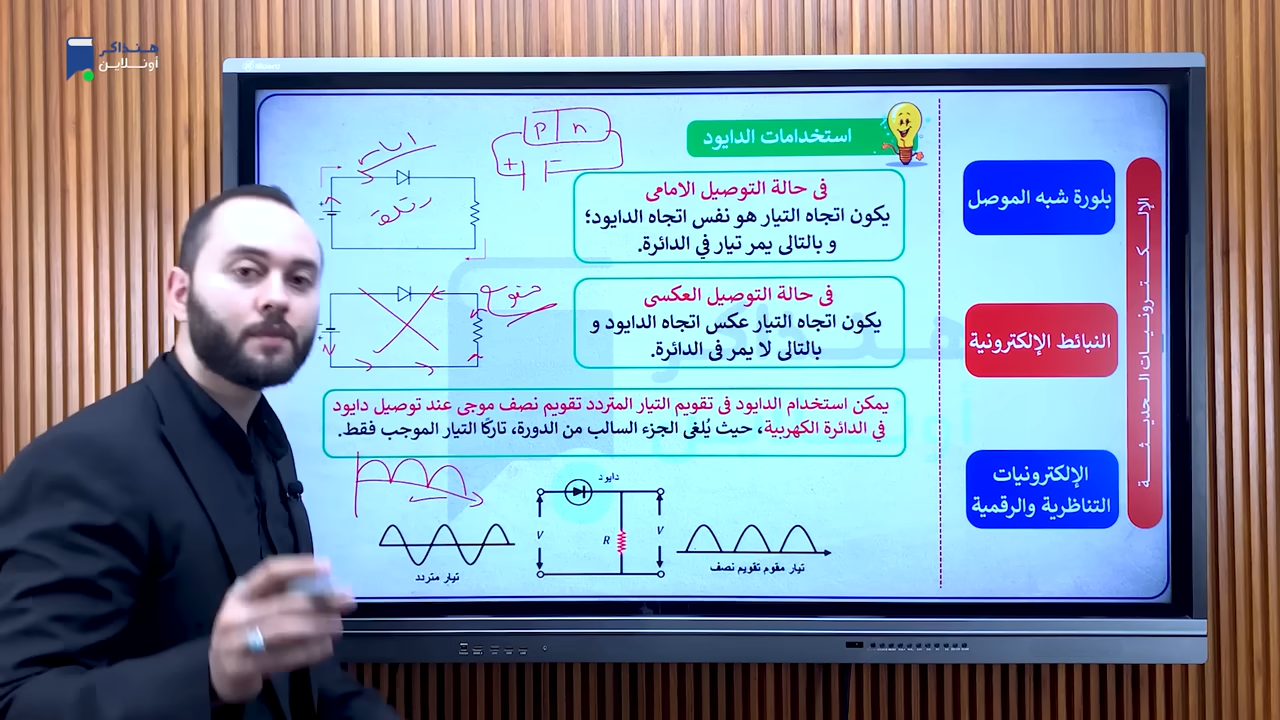 هنذاكر
أونلاين
استخدامات الدايود
فى حالة التوصيل الامامى
يكون اتجاه التيار هو نفس اتجاه الدايود؛
و بالتالى يمر تيار في الدائرة.
p n
+ -
فى حالة التوصيل العكسى
يكون اتجاه التيار عكس اتجاه الدايود و
بالتالى لا يمر فى الدائرة.
يمكن استخدام الدايود فى تقويم التيار المتردد تقويم نصف موجى عند توصيل دايود
في الدائرة الكهربية، حيث يُلغى الجزء السالب من الدورة، تاركًا التيار الموجب فقط.
دايود
V
R
V
تيار متردد
تيار مقوم تقويم نصف
الإلكترونيات الحديثة
بلورة شبه الموصل
النبائط الإلكترونية
الإلكترونيات
التناظرية والرقمية